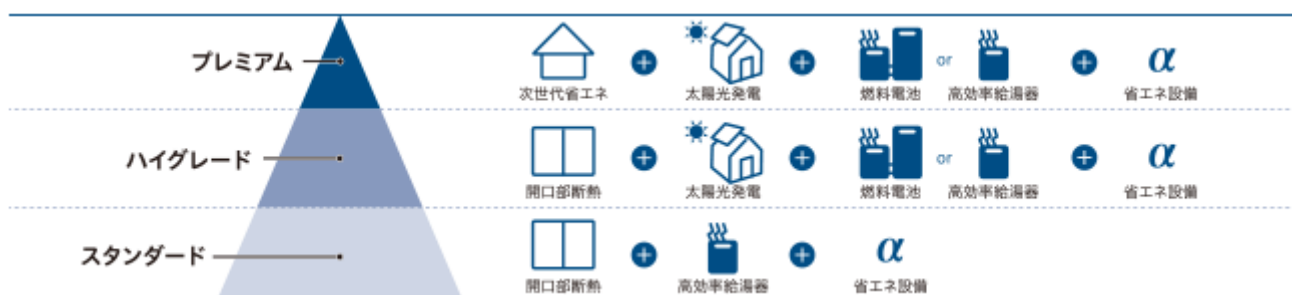 プレミアム
or
α
次世代省エネ 太陽光発電 燃料電池 高効率給湯器 省エネ設備
ハイグレード
or
α
開口部断熱 太陽光発電 燃料電池 高効率給湯器 省エネ設備
スタンダード
α
開口部断熱 高効率給湯器 省エネ設備